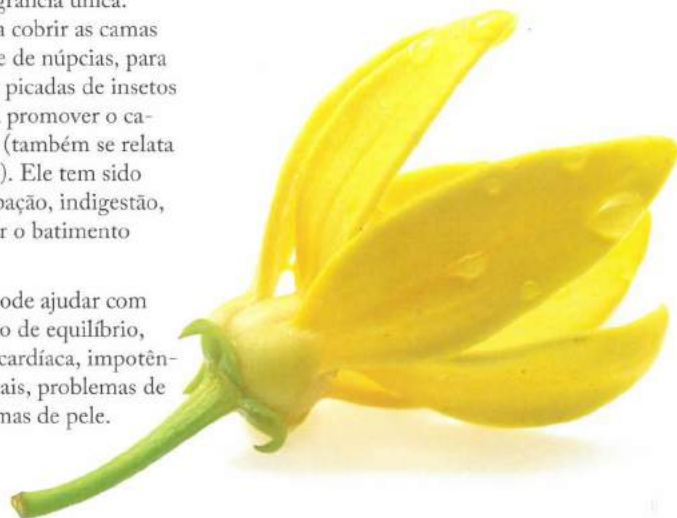 única.
a cobrir as camas
e de núpcias, para
picadas de insetos
promover o ca-
(também se relata
). Ele tem sido
pação, indigestão,
r o batimento
ode ajudar com
o de equilíbrio,
cardíaca, impotên-
ais, problemas de
mas de pele.